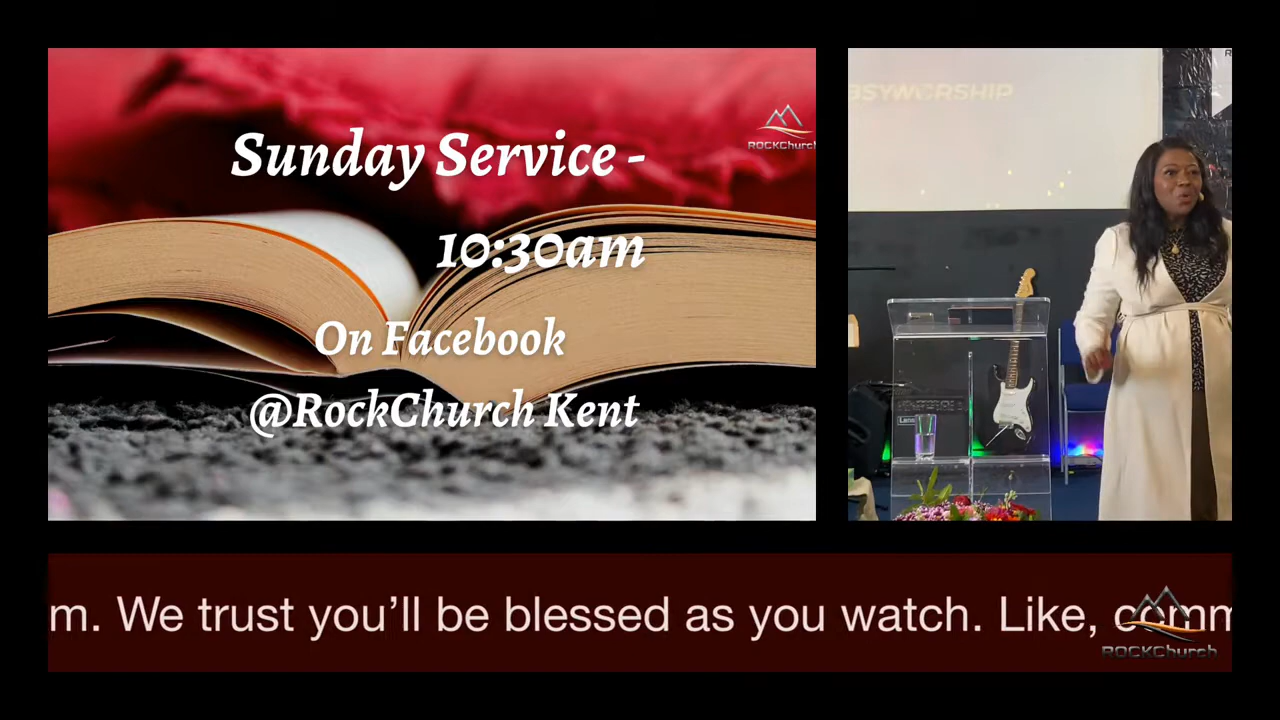 Sunday Service -
10:30am
On Facebook
@RockChurch Kent
ROCKChurch
m. We trust you'll be blessed as you watch. Like, comm
ROCKChurch